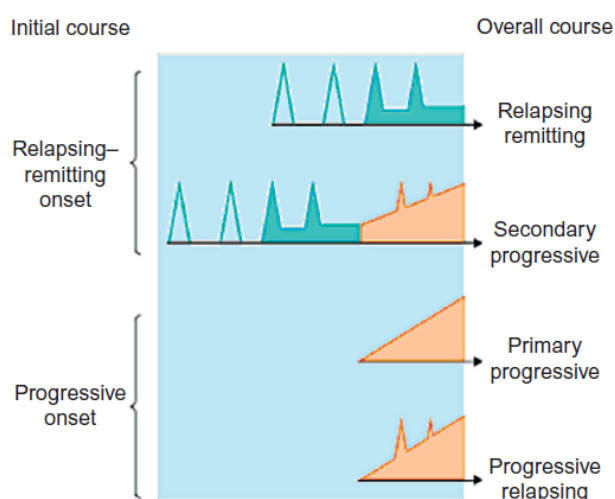 Initial course
Overall course
Relapsing
remitting
Relapsing–
remitting
onset
Secondary
progressive
Primary
progressive
Progressive
onset
Progressive
relapsing